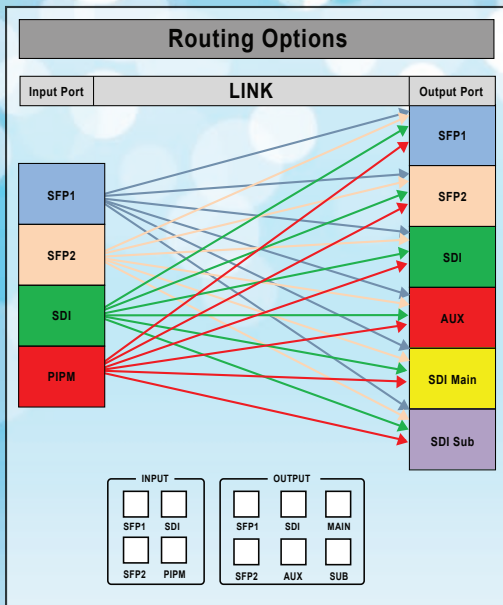 Routing Options
Input Port LINK Output Port
SFP1
SFP2
SDI
PIPM
SFP1
SFP2
SDI
AUX
SDI Main
SDI Sub
INPUT
SFP1 SDI
SFP2 PIPM
OUTPUT
SFP1 SDI MAIN
SFP2 AUX SUB